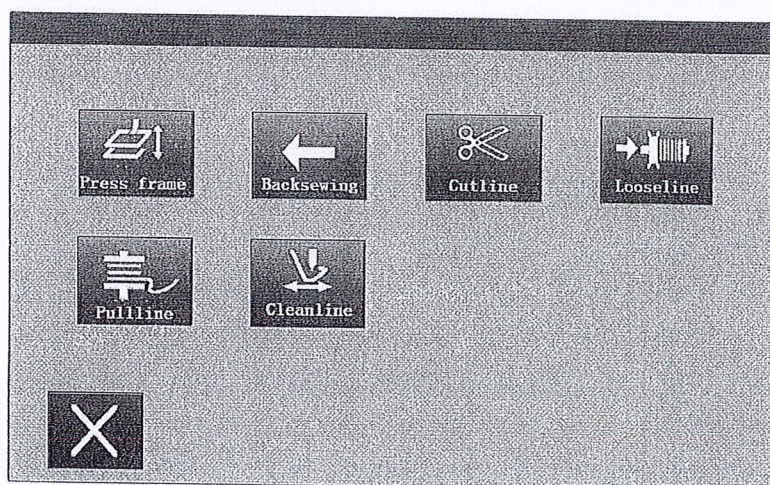 Press frame
Backsewing
Cutline
Looseline
Pullline
Cleanline